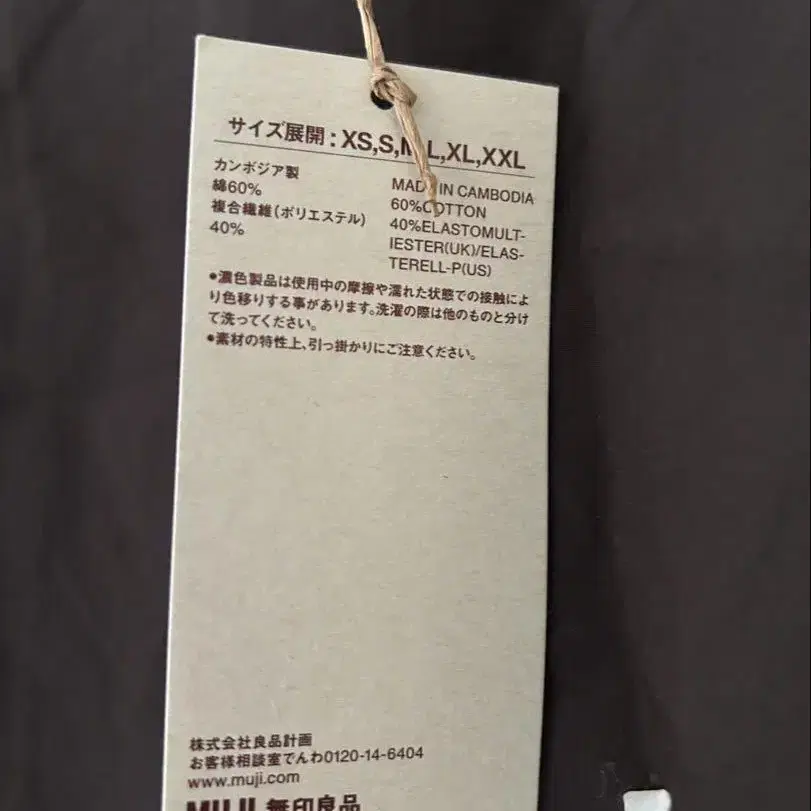 サイズ展開:XS,S,M,L,XL,XXL
カンボジア製
綿60%
複合繊維(ポリエステル)
40%
MADE IN CAMBODIA
60%COTTON
40%ELASTOMULT-
IESTER(UK)/ELAS-
TERELL-P(US)
●濃色製品は使用中の摩擦や濡れた状態での接触によ
り色移りする事があります。洗濯の際は他のものと分け
て洗ってください。
●素材の特性上、引っ掛かりにご注意ください。
株式会社良品計画
お客様相談室でんわ0120-14-6404
www.muji.com
MUJI 無印良品